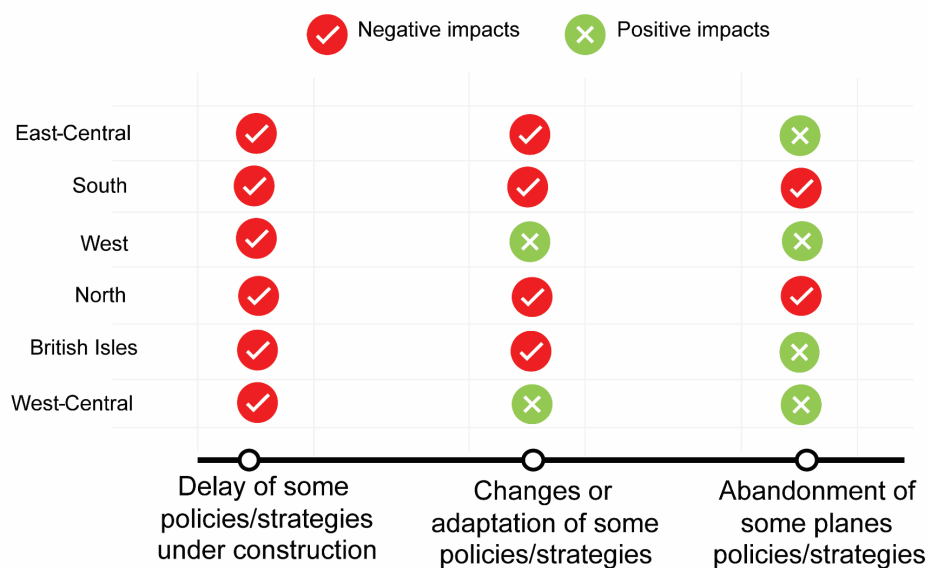 Negative impacts
Positive impacts
East-Central
South
West
North
British Isles
West-Central
Delay of some
policies/strategies
under construction
Changes or
adaptation of some
policies/strategies
Abandonment of
some planes
policies/strategies